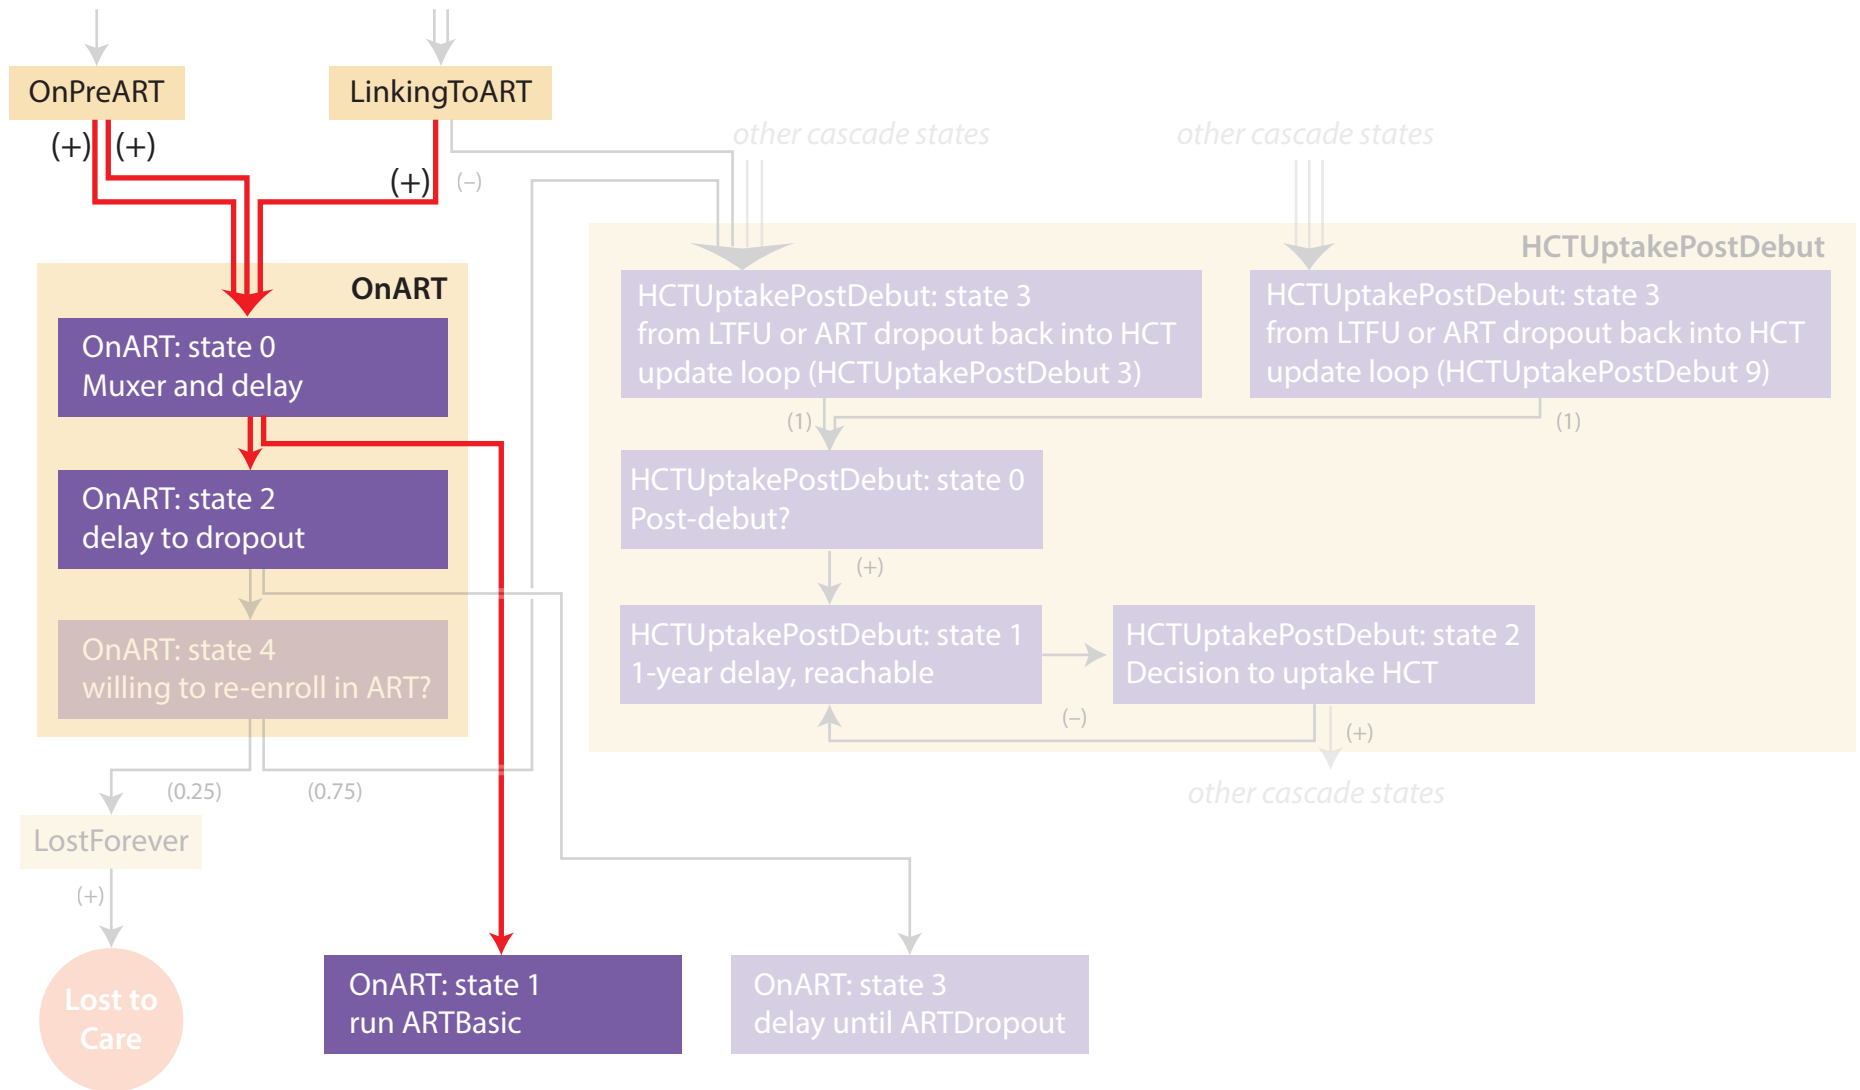 OnPreART
LinkingToART
(+)
(+)
(+)
(–)
other cascade states
other cascade states
HCTUptakePostDebut
OnART
OnART: state 0
Muxer and delay
HCTUptakePostDebut: state 3
from LTFU or ART dropout back into HCT
update loop (HCTUptakePostDebut 3)
HCTUptakePostDebut: state 3
from LTFU or ART dropout back into HCT
update loop (HCTUptakePostDebut 9)
(1)
(1)
OnART: state 2
delay to dropout
HCTUptakePostDebut: state 0
Post-debut?
(+)
OnART: state 4
willing to re-enroll in ART?
HCTUptakePostDebut: state 1
1-year delay, reachable
HCTUptakePostDebut: state 2
Decision to uptake HCT
(–)
(+)
other cascade states
(0.25)
(0.75)
LostForever
(+)
Lost to
Care
OnART: state 1
run ARTBasic
OnART: state 3
delay until ARTDropout